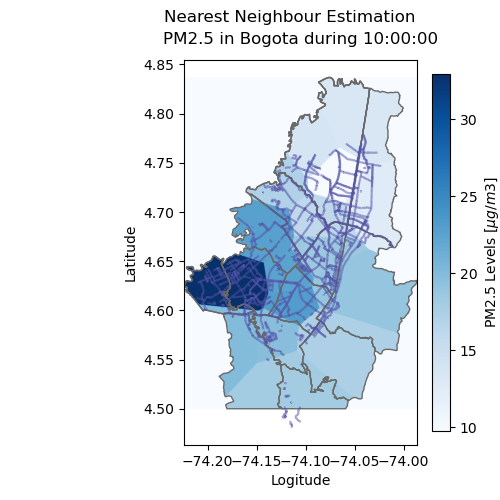 Nearest Neighbour Estimation
PM2.5 in Bogota during 10:00:00
4.85
4.80
4.75
4.70
4.65
4.60
4.55
4.50
Latitude
−74.20−74.15−74.10−74.05−74.00
Logitude
30
25
20
15
10
PM2.5 Levels [μg/m3]